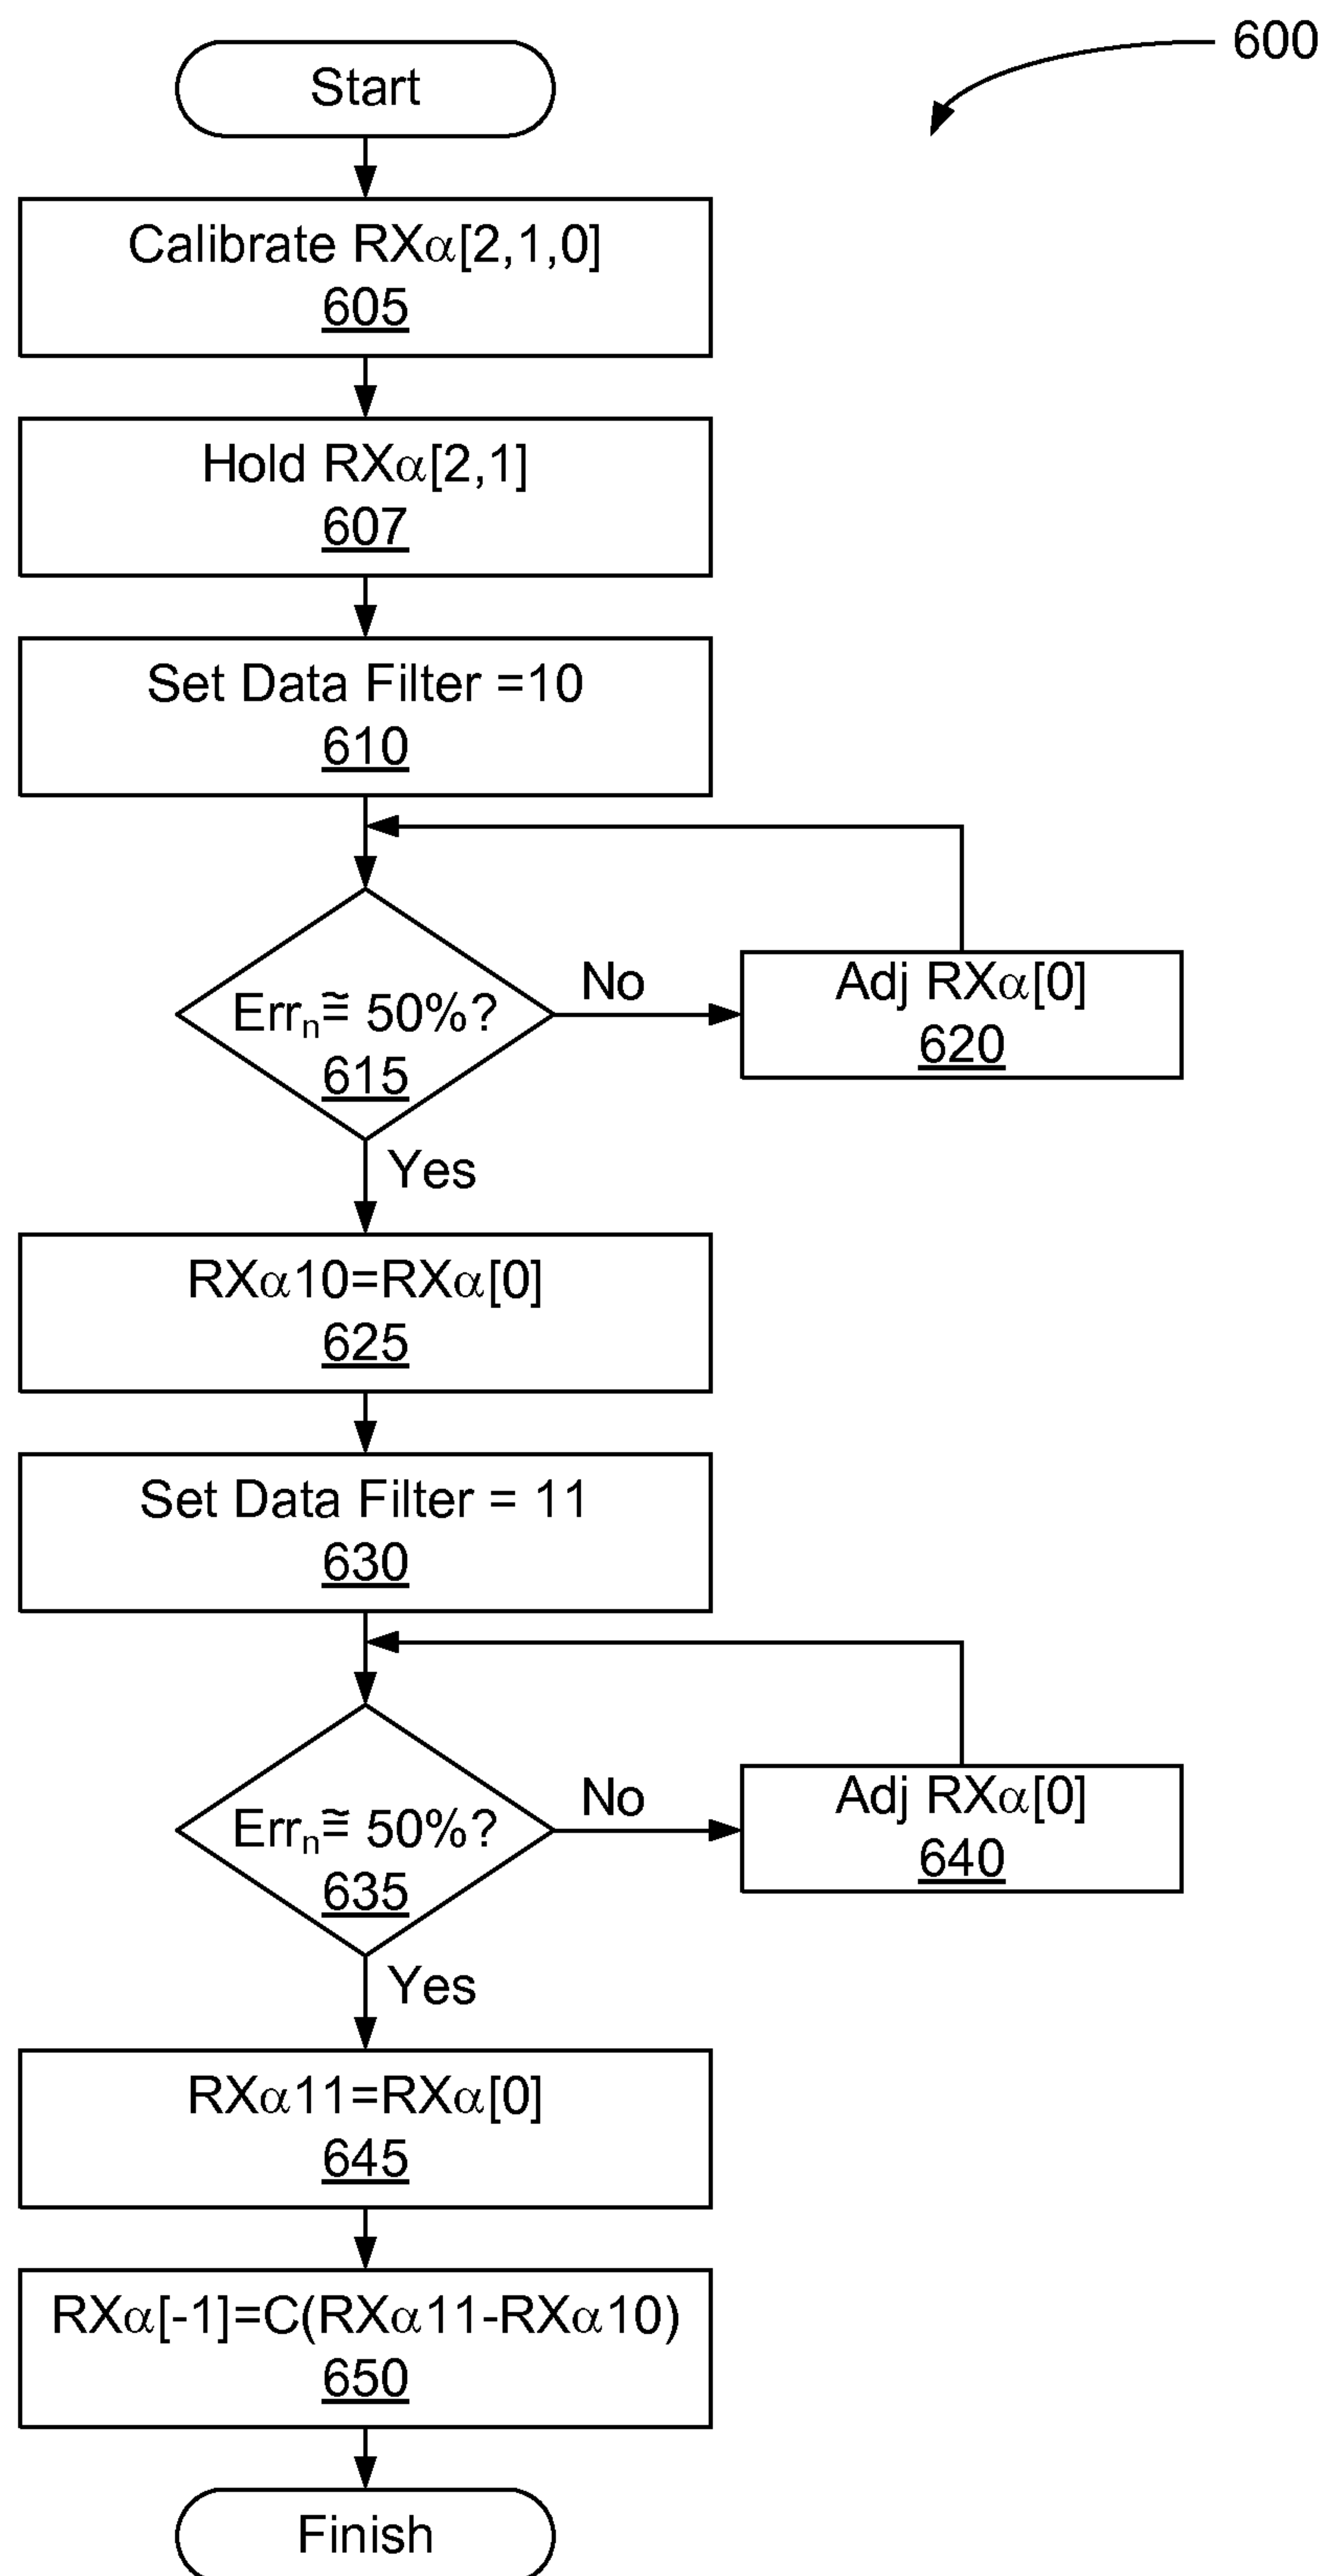 600
Start
Calibrate RXα[2,1,0]
605
Hold RXα[2,1]
607
Set Data Filter =10
610
Errₙ≅ 50%?
615
No
Adj RXα[0]
620
Yes
RXα10=RXα[0]
625
Set Data Filter = 11
630
Errₙ≅ 50%?
635
No
Adj RXα[0]
640
Yes
RXα11=RXα[0]
645
RXα[-1]=C(RXα11-RXα10)
650
Finish